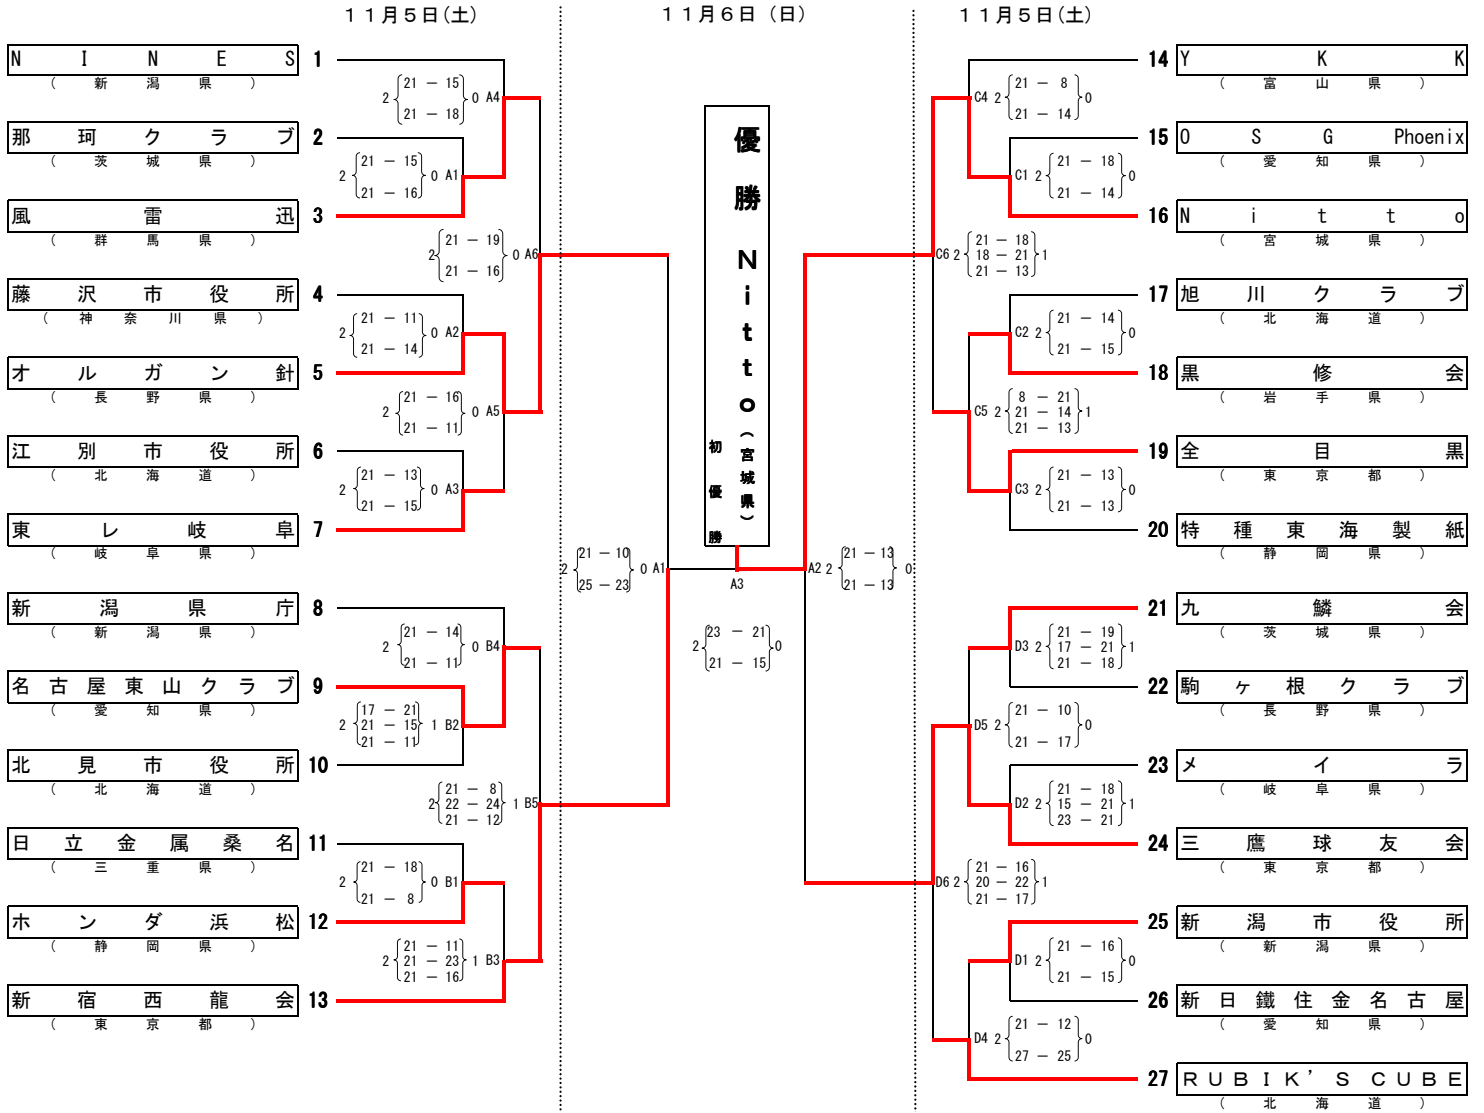 １１月５日(土)
１１月６日（日）
１１月５日(土)
NINES 1
（新潟県）
2 21 － 15 0 A4
21 － 18
那珂クラブ 2
（茨城県）
2 21 － 15 0 A1
21 － 16
風雷迅 3
（群馬県）
2 21 － 19 0 A6
21 － 16
藤沢市役所 4
（神奈川県）
2 21 － 11 0 A2
21 － 14
オルガン針 5
（長野県）
2 21 － 16 0 A5
21 － 11
江別市役所 6
（北海道）
2 21 － 13 0 A3
21 － 15
東レ岐阜 7
（岐阜県）
新潟県庁 8
（新潟県）
2 21 － 14 0 B4
21 － 11
名古屋東山クラブ 9
（愛知県）
17 － 21
2 21 － 15 1 B2
21 － 11
北見市役所 10
（北海道）
21 － 8
2 22 － 24 1 B5
21 － 12
日立金属桑名 11
（三重県）
2 21 － 18 0 B1
21 － 8
ホンダ浜松 12
（静岡県）
21 － 11
2 21 － 23 1 B3
21 － 16
新宿西龍会 13
（東京都）
優勝 Ｎｉｔｔｏ（宮城県）
初優勝
2 21 － 10 0 A1
25 － 23
A3
2 23 － 21 0
21 － 15
A2 2 21 － 13 0
21 － 13
14 YKK
（富山県）
C4 2 21 － 8 0
21 － 14
15 OSG Phoenix
（愛知県）
C1 2 21 － 18 0
21 － 14
16 Nitto
（宮城県）
21 － 18
C6 2 18 － 21 1
21 － 13
17 旭川クラブ
（北海道）
C2 2 21 － 14 0
21 － 15
18 黒修会
（岩手県）
8 － 21
C5 2 21 － 14 1
21 － 13
19 全目黒
（東京都）
C3 2 21 － 13 0
21 － 13
20 特種東海製紙
（静岡県）
21 九鱗会
（茨城県）
21 － 19
D3 2 17 － 21 1
21 － 18
22 駒ヶ根クラブ
（長野県）
D5 2 21 － 10 0
21 － 17
23 メイラ
（岐阜県）
21 － 18
D2 2 15 － 21 1
23 － 21
24 三鷹球友会
（東京都）
21 － 16
D6 2 20 － 22 1
21 － 17
25 新潟市役所
（新潟県）
D1 2 21 － 16 0
21 － 15
26 新日鐵住金名古屋
（愛知県）
D4 2 21 － 12 0
27 － 25
27 ＲＵＢＩＫ’Ｓ ＣＵＢＥ
（北海道）